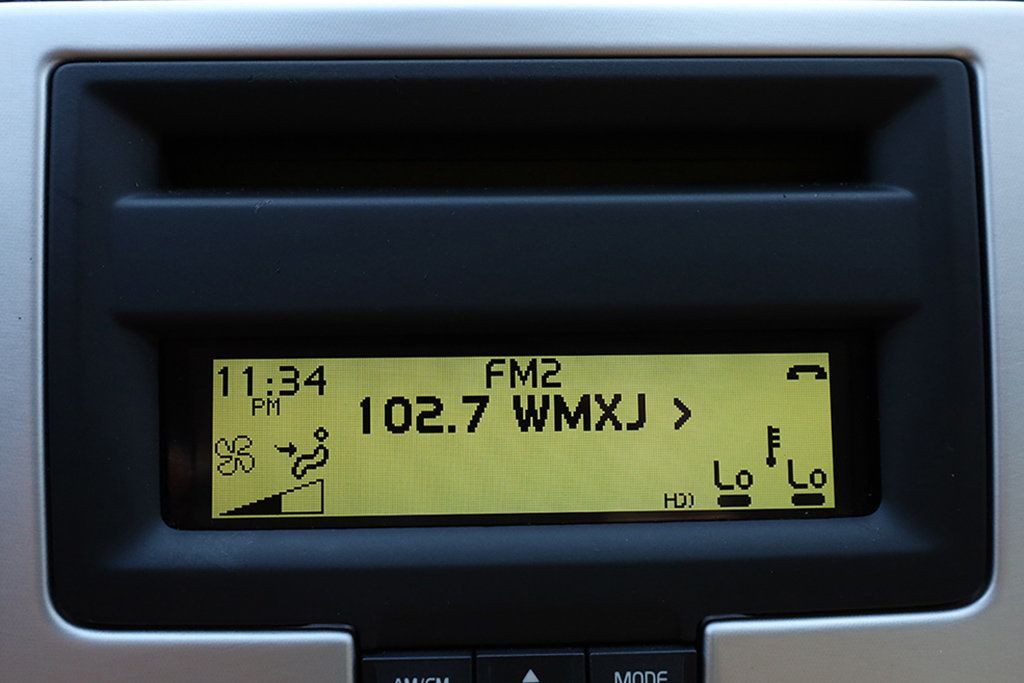 11:34
PM
FM2
102.7 WMXJ >
Lo Lo
HD))
AM/FM MODE